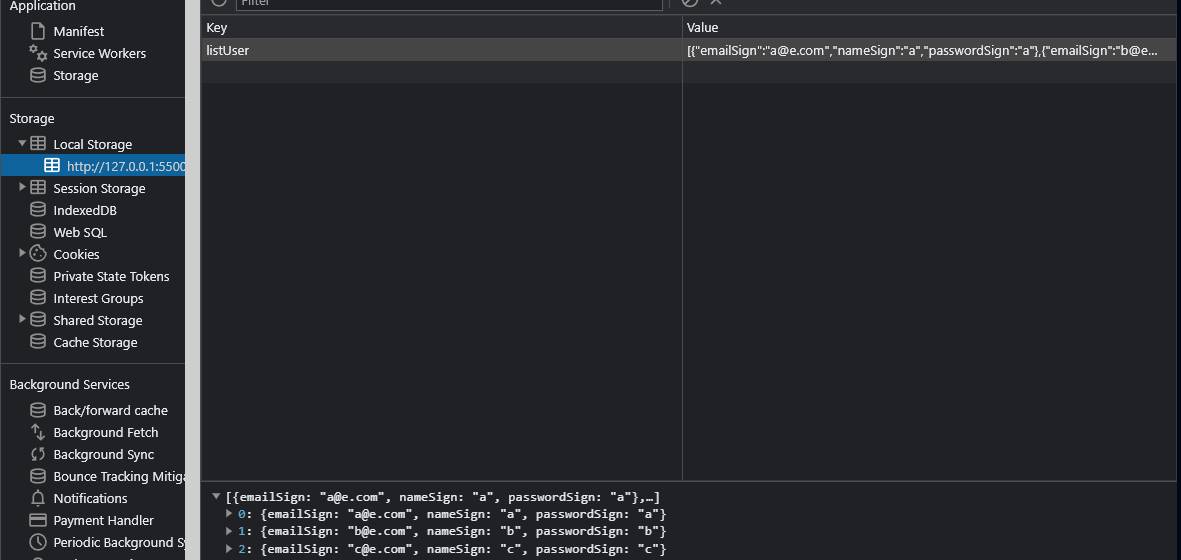 Application
Manifest
Service Workers
Storage
Storage
Local Storage
http://127.0.0.1:5500
Session Storage
IndexedDB
Web SQL
Cookies
Private State Tokens
Interest Groups
Shared Storage
Cache Storage
Background Services
Back/forward cache
Background Fetch
Background Sync
Bounce Tracking Mitiga
Notifications
Payment Handler
Periodic Background Sy
Filter
Key Value
listUser [{"emailSign":"a@e.com","nameSign":"a","passwordSign":"a"},{"emailSign":"b@e...
[{emailSign: "a@e.com", nameSign: "a", passwordSign: "a"},…]
0: {emailSign: "a@e.com", nameSign: "a", passwordSign: "a"}
1: {emailSign: "b@e.com", nameSign: "b", passwordSign: "b"}
2: {emailSign: "c@e.com", nameSign: "c", passwordSign: "c"}